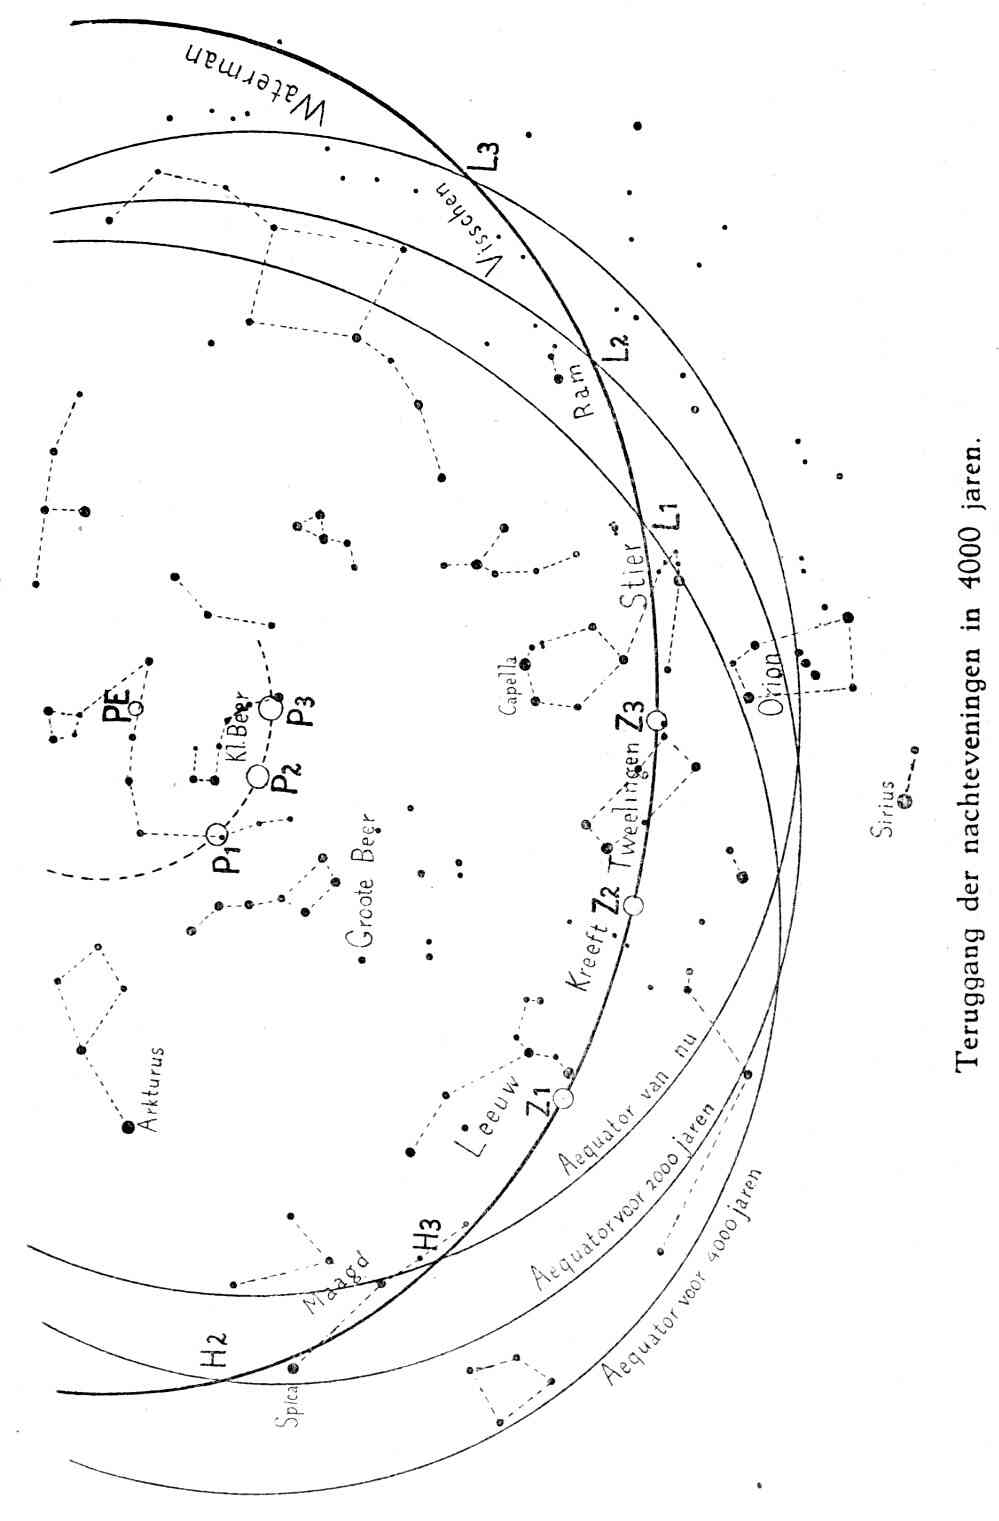 Waterman
Visschen
L3
L2
Ram
L1
Stier
Capella
Orion
PE
Kl.Beer
P3
P2
P1
Z3
Tweelingen
Sirius
Groote Beer
Z2
Kreeft
Arkturus
Leeuw
Z1
Aequator van nu
Aequator voor 2000 jaren
Aequator voor 4000 jaren
H3
Maagd
H2
Spica
Teruggang der nachteveningen in 4000 jaren.